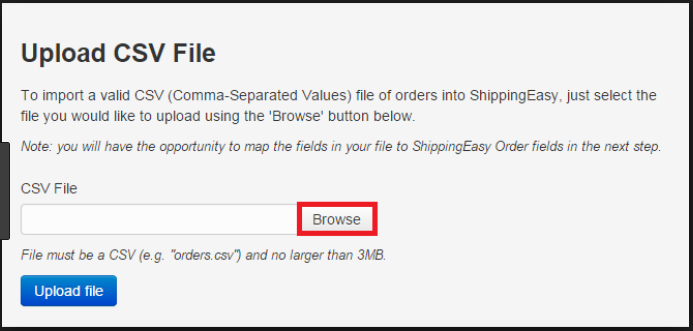 Upload CSV File
To import a valid CSV (Comma-Separated Values) file of orders into ShippingEasy, just select the
file you would like to upload using the 'Browse' button below.
Note: you will have the opportunity to map the fields in your file to ShippingEasy Order fields in the next step.
CSV File
Browse
File must be a CSV (e.g. "orders.csv") and no larger than 3MB.
Upload file